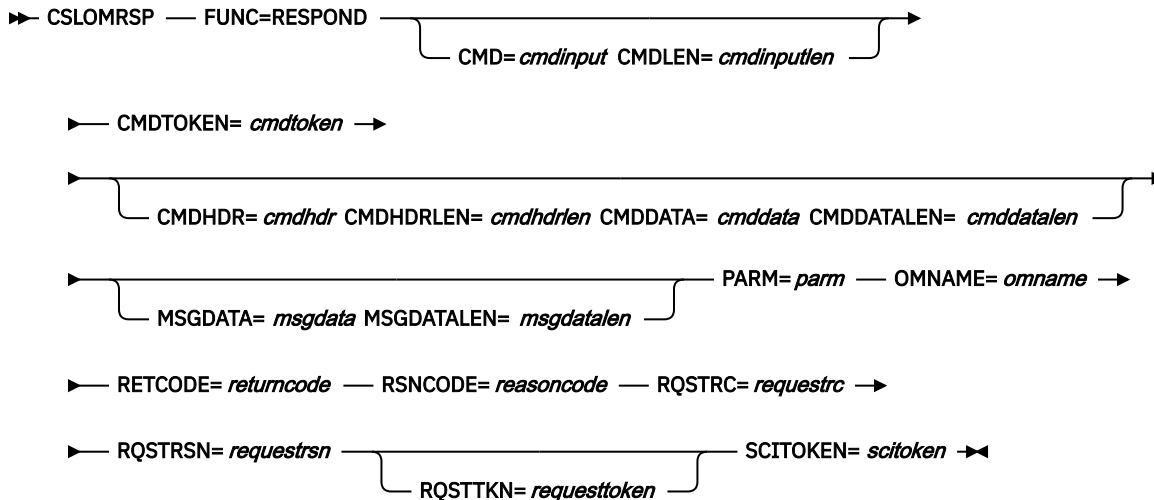 CSLOMRSP FUNC=RESPOND
CMD= cmdinput CMDLEN= cmdinputlen
CMDTOKEN= cmdtoken
CMDHDR= cmdhdr CMDHDRLEN= cmdhdrlen CMDDATA= cmddata CMDDATALEN= cmddatalen
PARM= parm OMNAME= omname
MSGDATA= msgdata MSGDATALEN= msgdatalen
RETCODE= returncode RSNCODE= reasoncode RQSTRC= requestrc
RQSTRSN= requestrsn SCITOKEN= scitoken
RQSTTKN= requesttoken